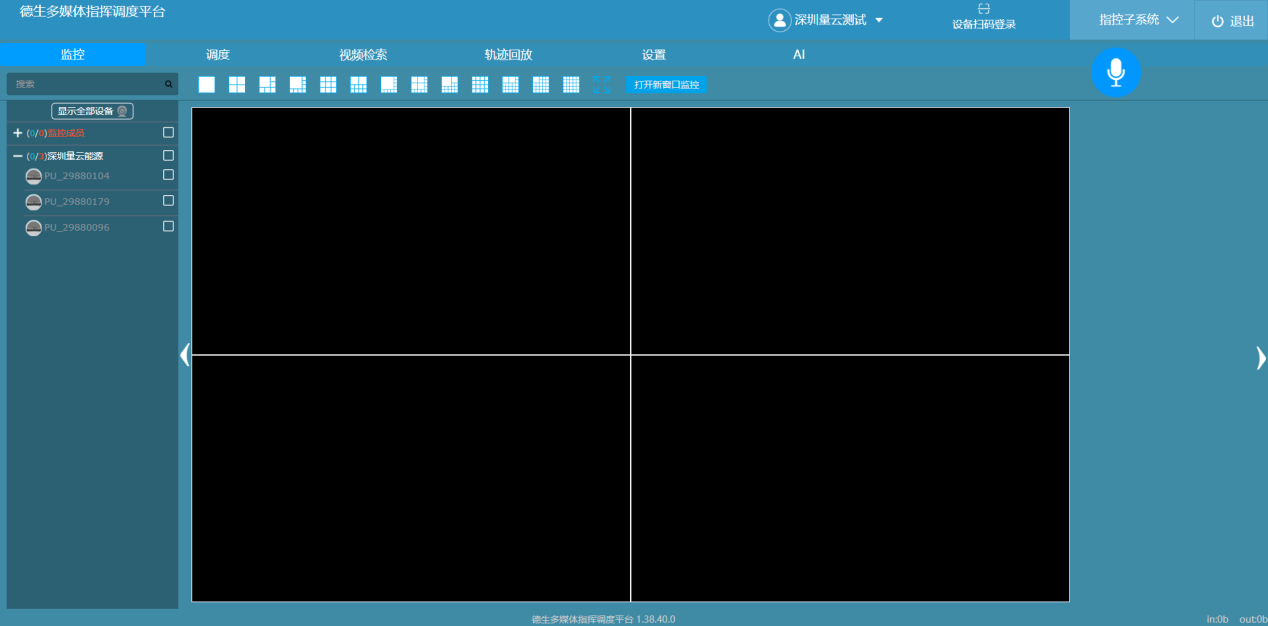 德生多媒体指挥调度平台
深圳量云测试
设备扫码登录
指控子系统
退出
监控
调度
视频检索
轨迹回放
设置
AI
搜索
打开新窗口监控
显示全部设备
(0/0)监控成员
(0/3)深圳量云能源
PU_29880104
PU_29880179
PU_29880096
德生多媒体指挥调度平台 1.38.40.0
in:0b out:0b